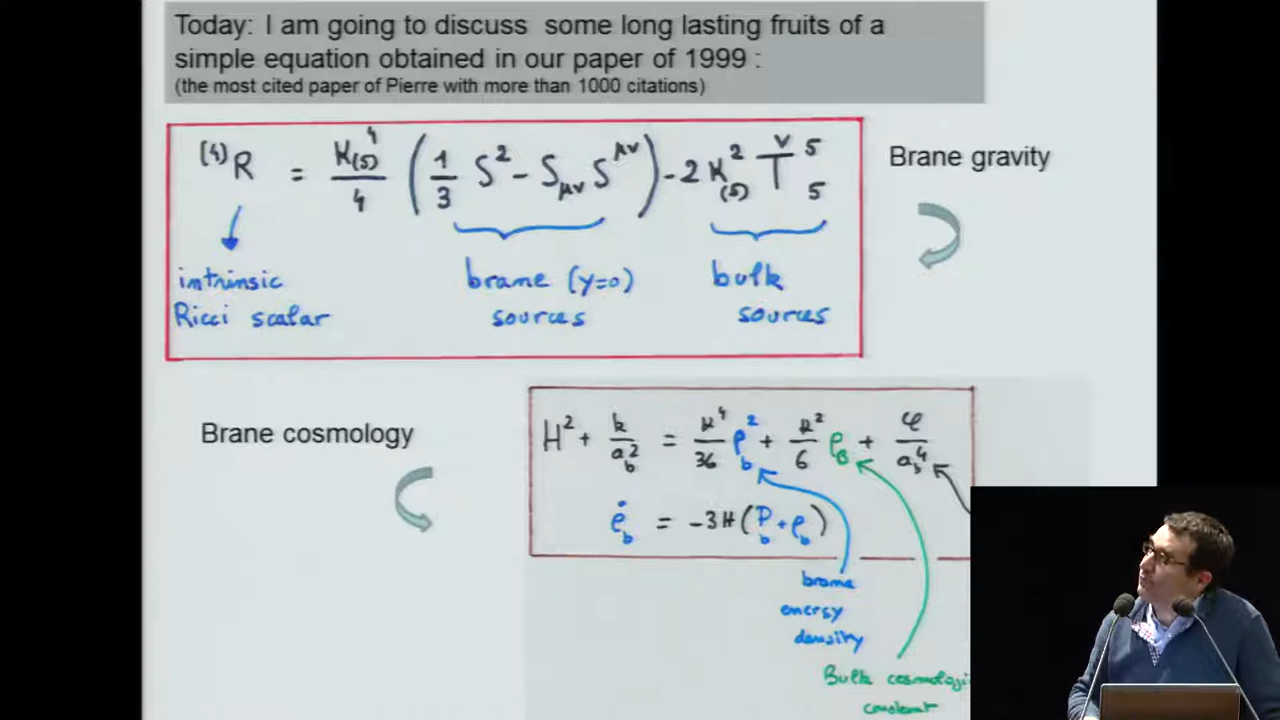 Today: I am going to discuss some long lasting fruits of a
simple equation obtained in our paper of 1999 :
(the most cited paper of Pierre with more than 1000 citations)
⁽⁴⁾R = κ₍₅₎⁴/4 (1/3 S² - S_μν S^μν) - 2 κ₍₅₎² Ť⁵₅
Brane gravity
intrinsic
Ricci scalar
brane (y=0)
sources
bulk
sources
Brane cosmology
H² + k/a_b² = κ⁴/36 ρ_b² + κ²/6 ρ_B + 𝒞/a_b⁴
ρ̇_b = -3H(P_b + ρ_b)
brane
energy
density
Bulk cosmologi
constant